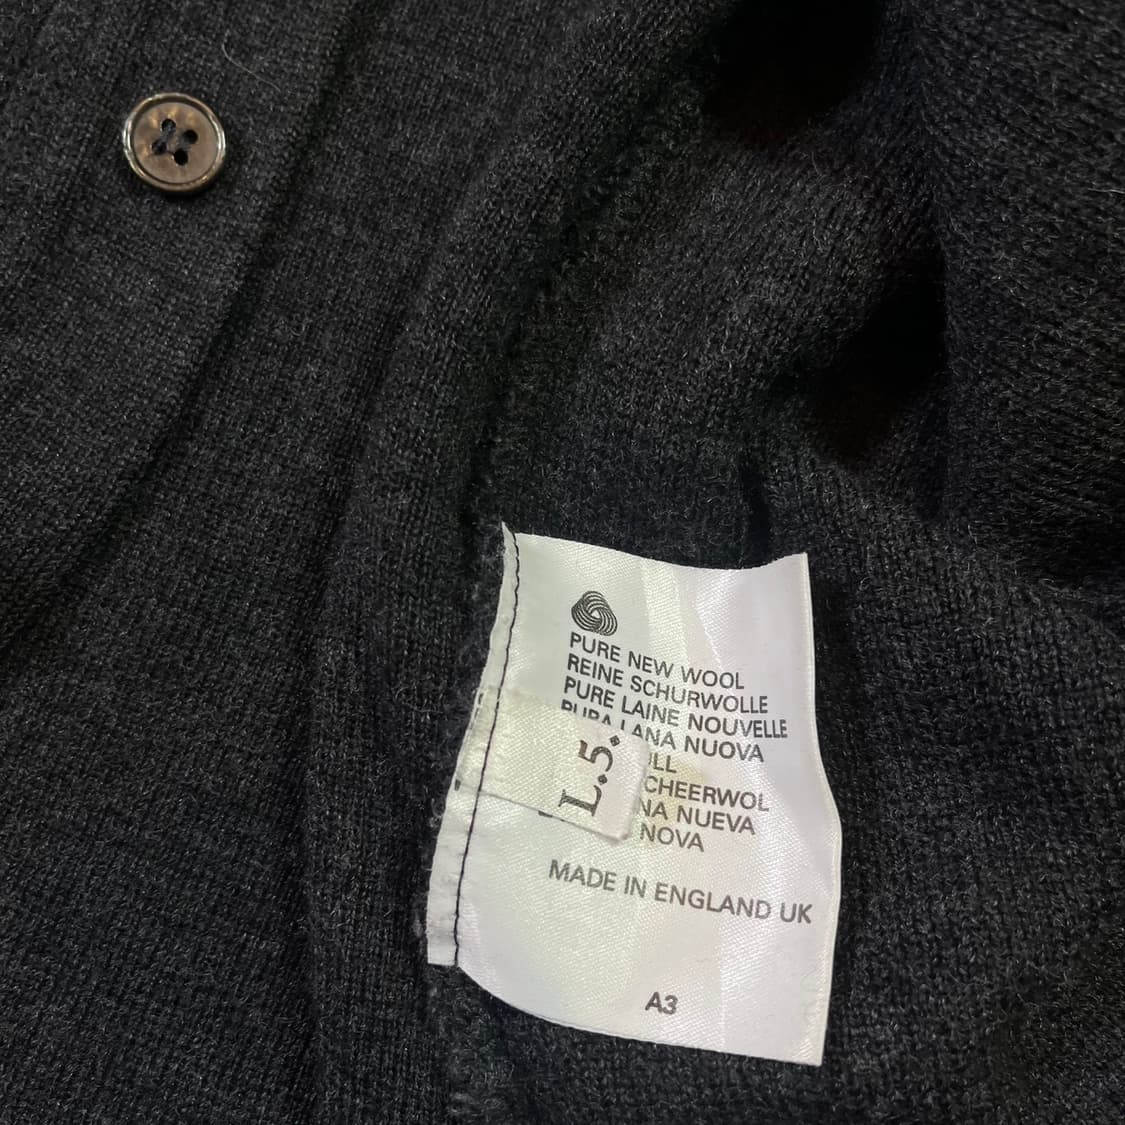 PURE NEW WOOL
REINE SCHURWOLLE
PURE LAINE NOUVELLE
PURA LANA NUOVA
CHEERWOL
NUEVA
NOVA
L.5.
MADE IN ENGLAND UK
A3